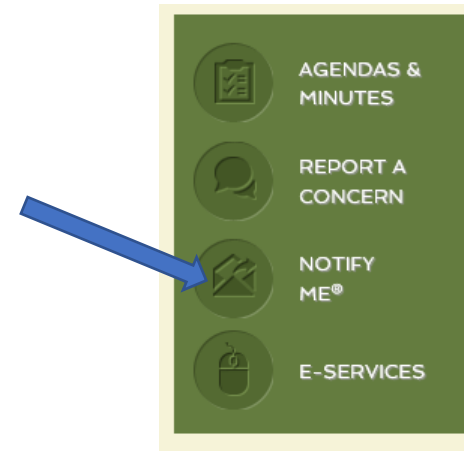 AGENDAS &
MINUTES
REPORT A
CONCERN
NOTIFY
ME®
E-SERVICES